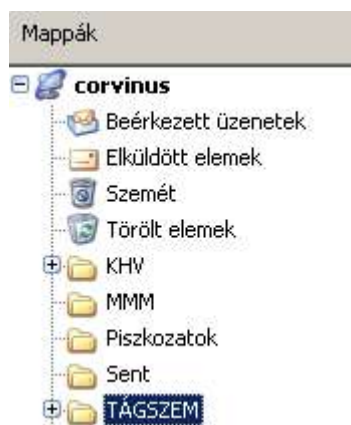 Mappák
corvinus
Beérkezett üzenetek
Elküldött elemek
Szemét
Törölt elemek
KHV
MMM
Piszkozatok
Sent
TÁGSZEM